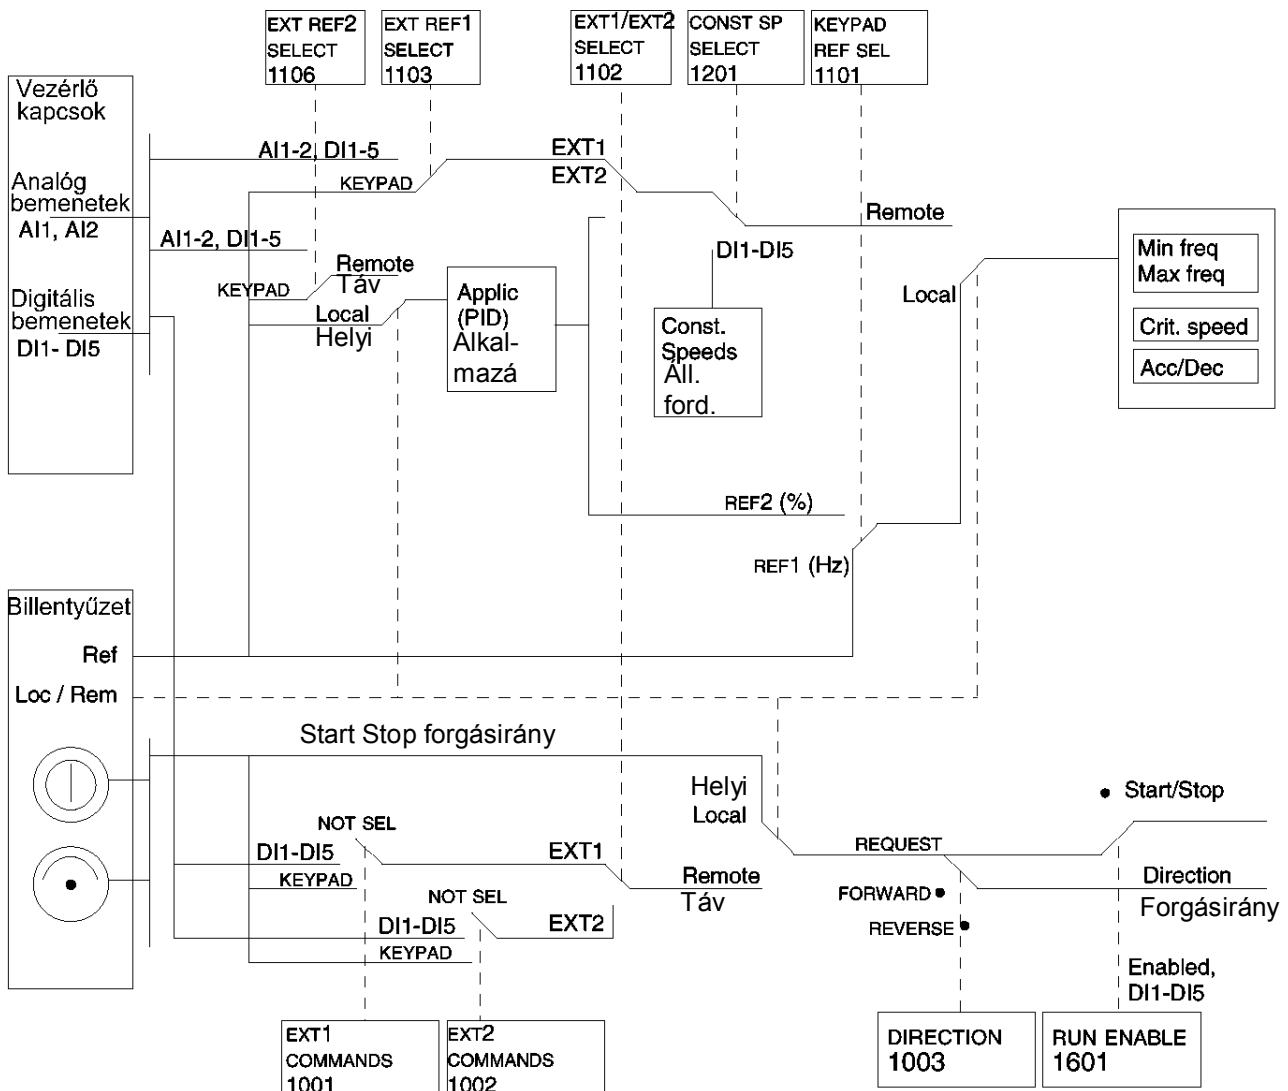 EXT REF2
SELECT
1106
EXT REF1
SELECT
1103
EXT1/EXT2
SELECT
1102
CONST SP
SELECT
1201
KEYPAD
REF SEL
1101
Vezérlő
kapcsok
Analóg
bemenetek
AI1, AI2
Digitális
bemenetek
DI1- DI5
AI1-2, DI1-5
KEYPAD
EXT1
EXT2
Remote
AI1-2, DI1-5
KEYPAD
Remote
Táv
Local
Helyi
Applic
(PID)
Alkal-
mazá
DI1-DI5
Const.
Speeds
Áll.
ford.
Local
Min freq
Max freq
Crit. speed
Acc/Dec
REF2 (%)
REF1 (Hz)
Billentyűzet
Ref
Loc / Rem
Start Stop forgásirány
Helyi
Local
Start/Stop
NOT SEL
DI1-DI5
KEYPAD
EXT1
REQUEST
Remote
Táv
Direction
Forgásirány
NOT SEL
DI1-DI5
KEYPAD
EXT2
FORWARD
REVERSE
Enabled,
DI1-DI5
EXT1
COMMANDS
1001
EXT2
COMMANDS
1002
DIRECTION
1003
RUN ENABLE
1601